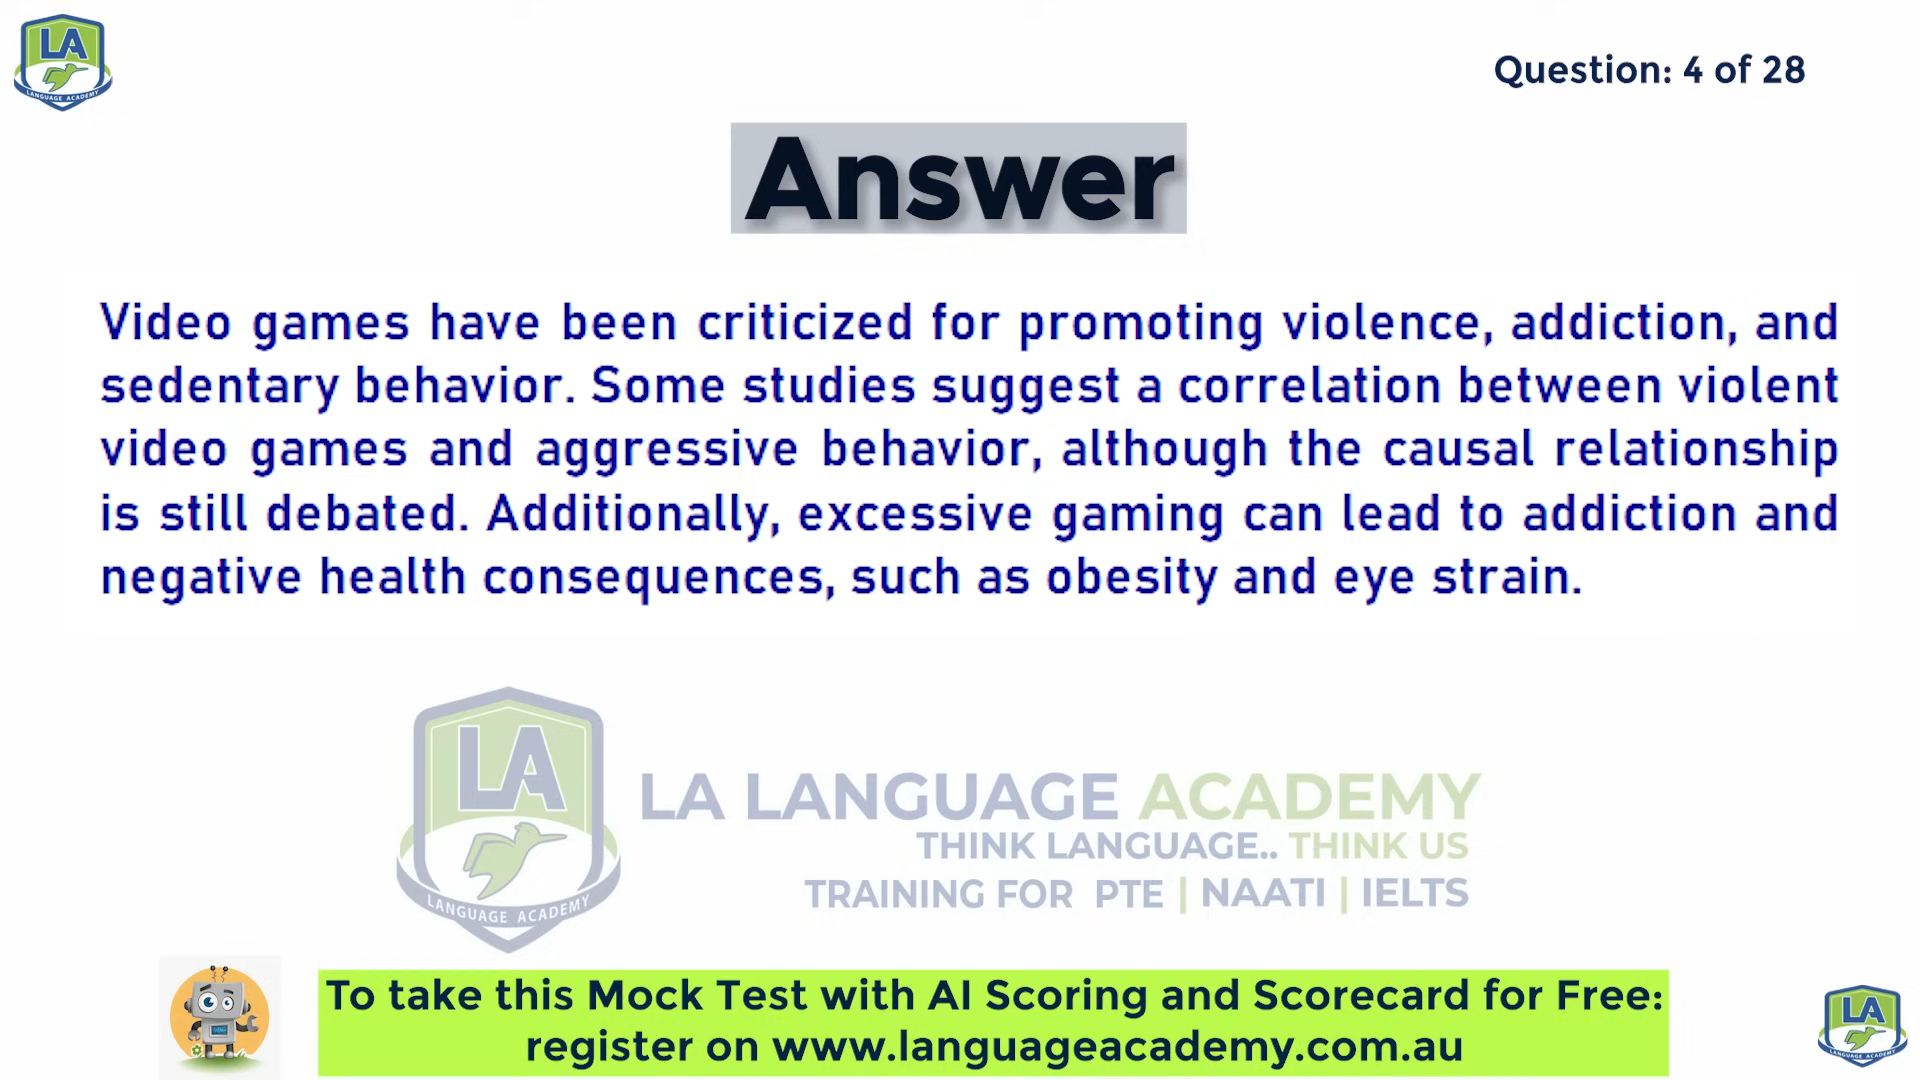 LA
LANGUAGE ACADEMY
Question: 4 of 28
Answer
Video games have been criticized for promoting violence, addiction, and
sedentary behavior. Some studies suggest a correlation between violent
video games and aggressive behavior, although the causal relationship
is still debated. Additionally, excessive gaming can lead to addiction and
negative health consequences, such as obesity and eye strain.
LA
LANGUAGE ACADEMY
LA LANGUAGE ACADEMY
THINK LANGUAGE.. THINK US
TRAINING FOR PTE | NAATI | IELTS
To take this Mock Test with AI Scoring and Scorecard for Free:
register on www.languageacademy.com.au
LA
LANGUAGE ACADEMY